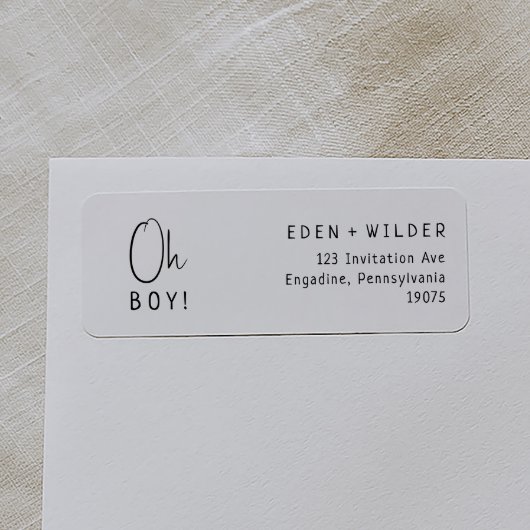 Oh
BOY!
EDEN + WILDER
123 Invitation Ave
Engadine, Pennsylvania
19075